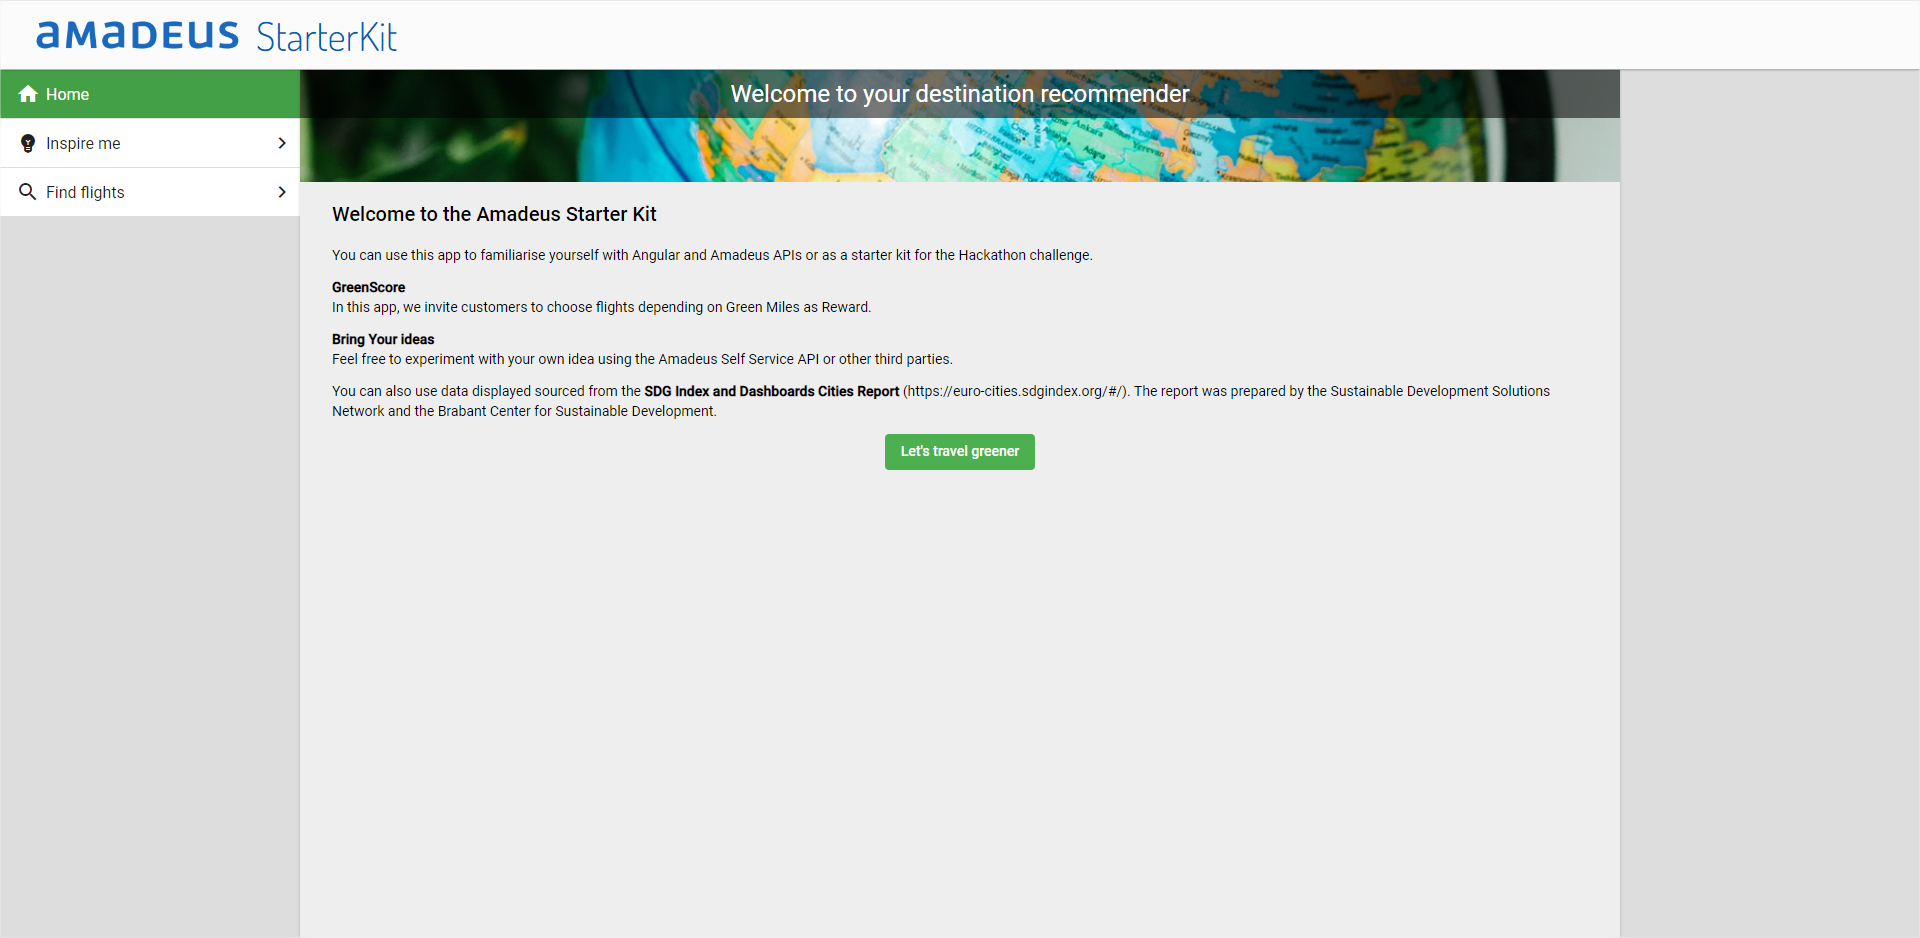 amadeus StarterKit
Home
Inspire me
Find flights
Welcome to your destination recommender
MEDITERRANEAN SEA
Ankara
Adana
Yerevan
Baku
Welcome to the Amadeus Starter Kit
You can use this app to familiarise yourself with Angular and Amadeus APIs or as a starter kit for the Hackathon challenge.
GreenScore
In this app, we invite customers to choose flights depending on Green Miles as Reward.
Bring Your ideas
Feel free to experiment with your own idea using the Amadeus Self Service API or other third parties.
You can also use data displayed sourced from the SDG Index and Dashboards Cities Report (https://euro-cities.sdgindex.org/#/). The report was prepared by the Sustainable Development Solutions
Network and the Brabant Center for Sustainable Development.
Let's travel greener